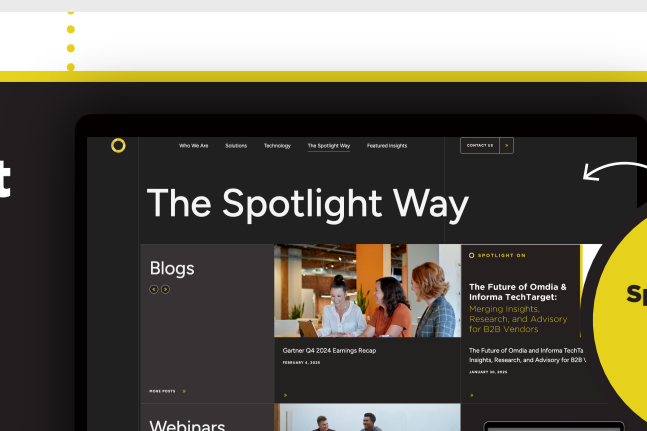 Who We Are Solutions Technology The Spotlight Way Featured Insights CONTACT US
The Spotlight Way
Blogs
SPOTLIGHT ON
The Future of Omdia &
Informa TechTarget:
Merging Insights,
Research, and Advisory
for B2B Vendors
Gartner Q4 2024 Earnings Recap
FEBRUARY 4, 2025
The Future of Omdia and Informa TechTa
Insights, Research, and Advisory for B2B
JANUARY 30, 2025
MORE POSTS
Webinars
t
Sp